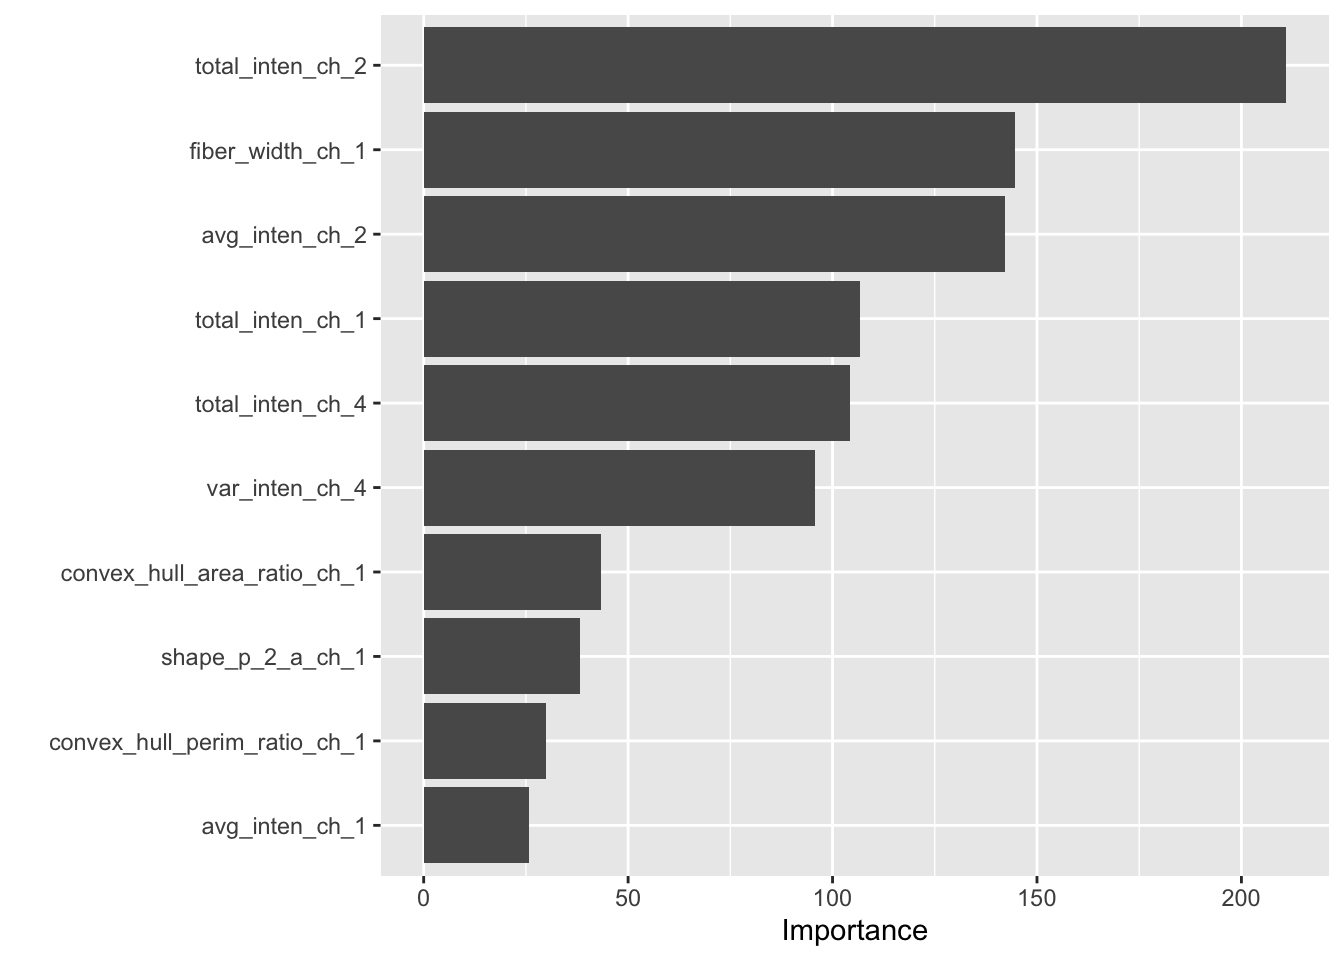 total_inten_ch_2
fiber_width_ch_1
avg_inten_ch_2
total_inten_ch_1
total_inten_ch_4
var_inten_ch_4
convex_hull_area_ratio_ch_1
shape_p_2_a_ch_1
convex_hull_perim_ratio_ch_1
avg_inten_ch_1
0 50 100 150 200
Importance